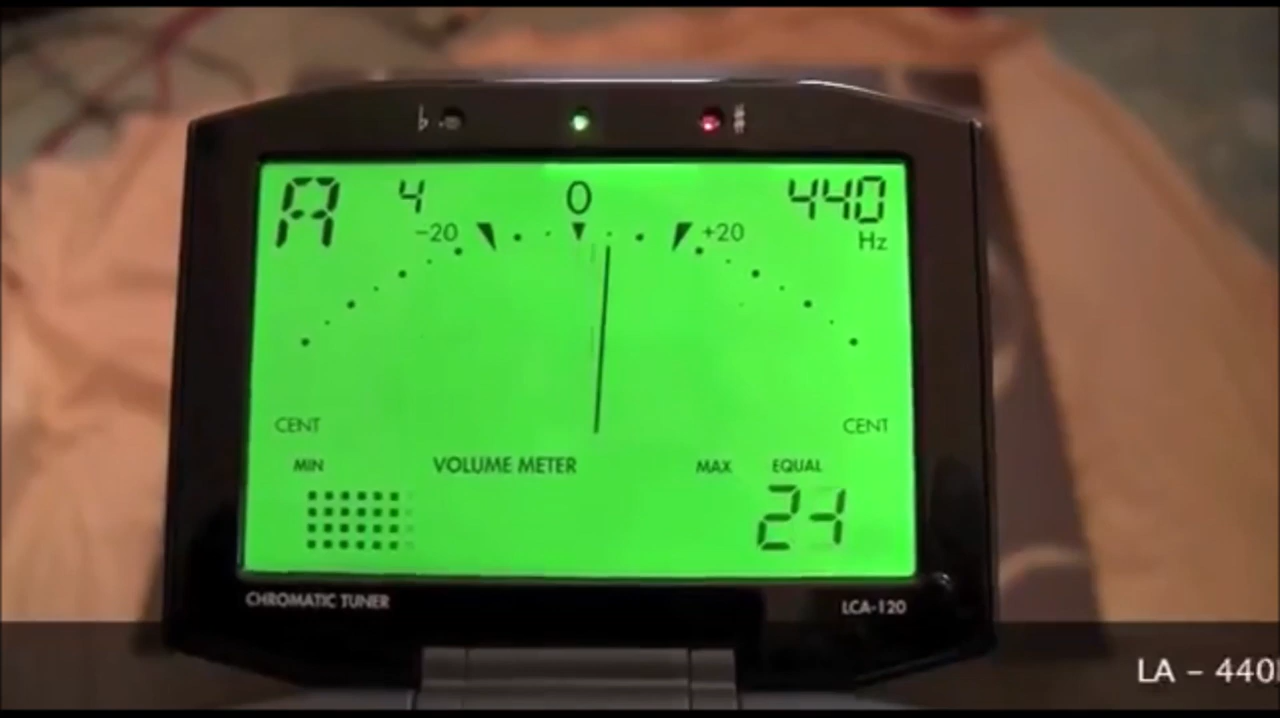 ♭ #
A 4 0 440
-20 +20 Hz
CENT CENT
MIN VOLUME METER MAX EQUAL
CHROMATIC TUNER LCA-120
LA - 440